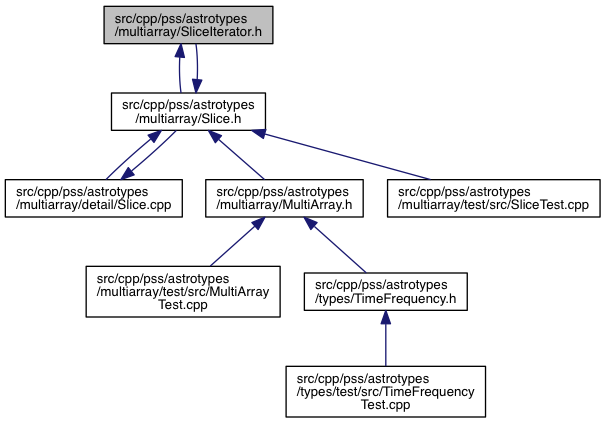 src/cpp/pss/astrotypes
/multiarray/SliceIterator.h
src/cpp/pss/astrotypes
/multiarray/Slice.h
src/cpp/pss/astrotypes
/multiarray/detail/Slice.cpp
src/cpp/pss/astrotypes
/multiarray/MultiArray.h
src/cpp/pss/astrotypes
/multiarray/test/src/SliceTest.cpp
src/cpp/pss/astrotypes
/multiarray/test/src/MultiArray
Test.cpp
src/cpp/pss/astrotypes
/types/TimeFrequency.h
src/cpp/pss/astrotypes
/types/test/src/TimeFrequency
Test.cpp